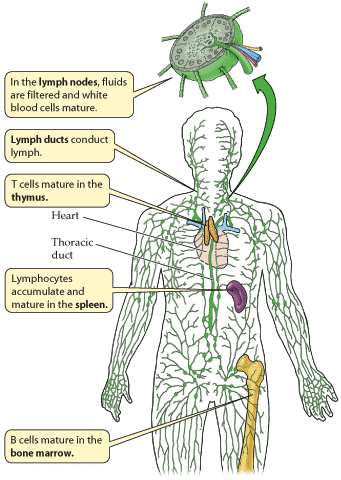 In the lymph nodes, fluids
are filtered and white
blood cells mature.
Lymph ducts conduct
lymph.
T cells mature in the
thymus.
Heart
Thoracic
duct
Lymphocytes
accumulate and
mature in the spleen.
B cells mature in the
bone marrow.